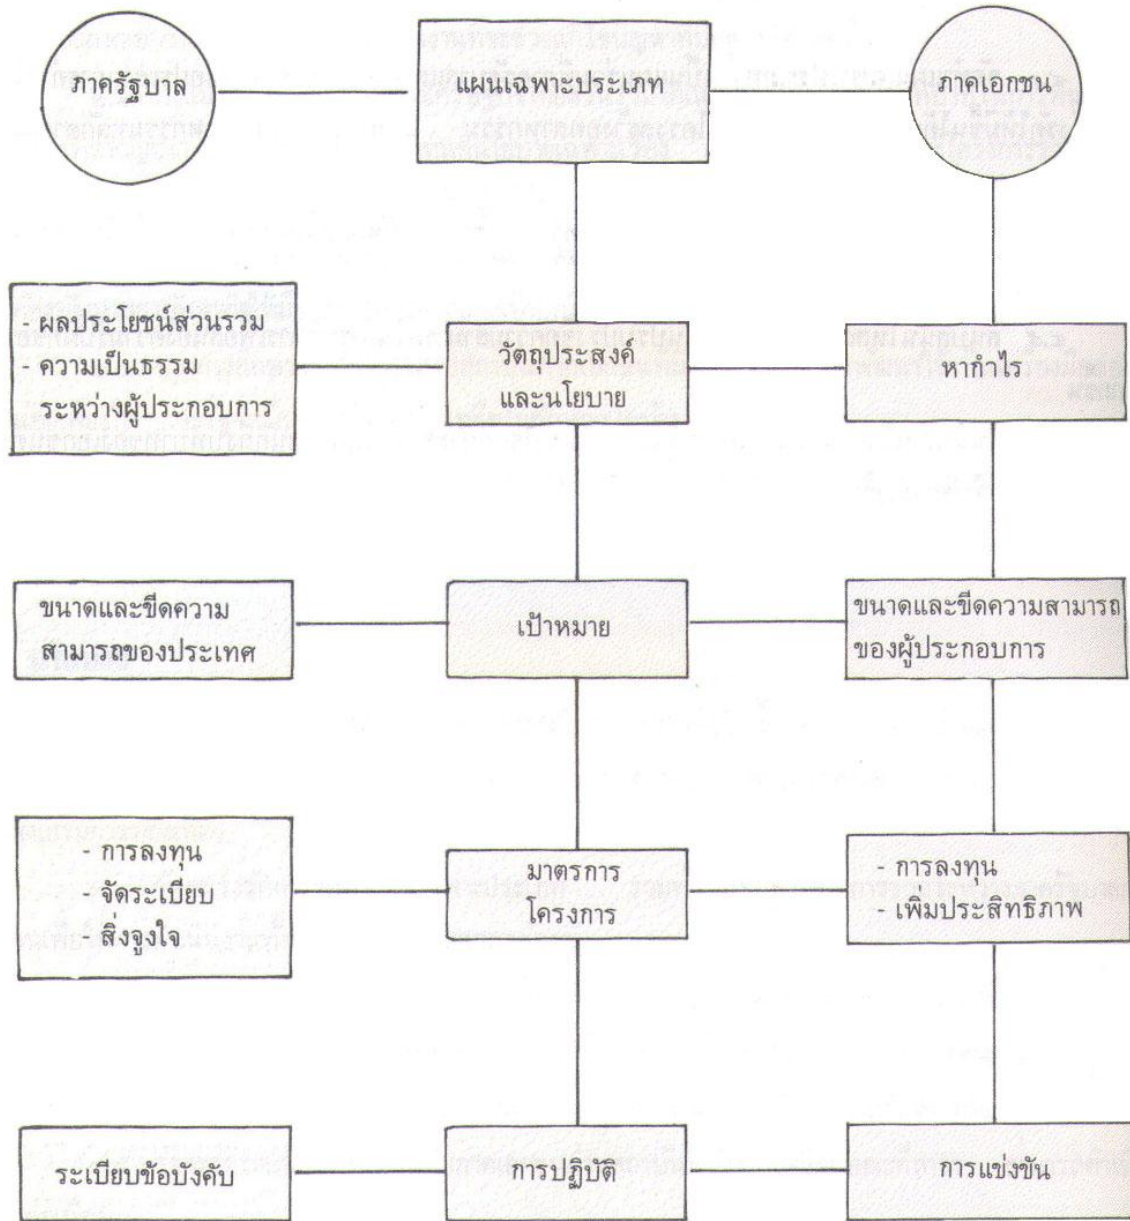 ภาครัฐบาล
แผนเฉพาะประเภท
ภาคเอกชน
- ผลประโยชน์ส่วนรวม
- ความเป็นธรรม
ระหว่างผู้ประกอบการ
วัตถุประสงค์
และนโยบาย
หากำไร
ขนาดและขีดความ
สามารถของประเทศ
เป้าหมาย
ขนาดและขีดความสามารถ
ของผู้ประกอบการ
- การลงทุน
- จัดระเบียบ
- สิ่งจูงใจ
มาตรการ
โครงการ
- การลงทุน
- เพิ่มประสิทธิภาพ
ระเบียบข้อบังคับ
การปฏิบัติ
การแข่งขัน